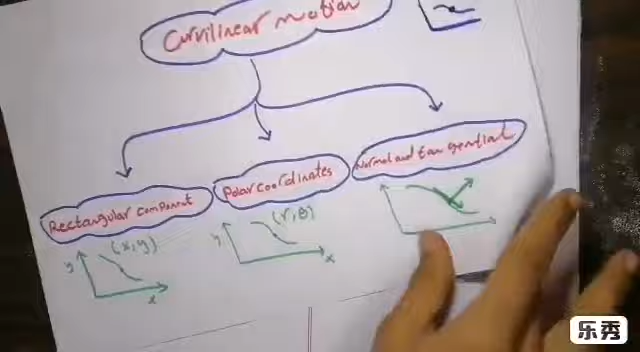 Curvilinear motion
Rectangular component
Polar coordinates
Normal and tangential
(x,y)
y
x
(r,θ)
y
x
乐秀